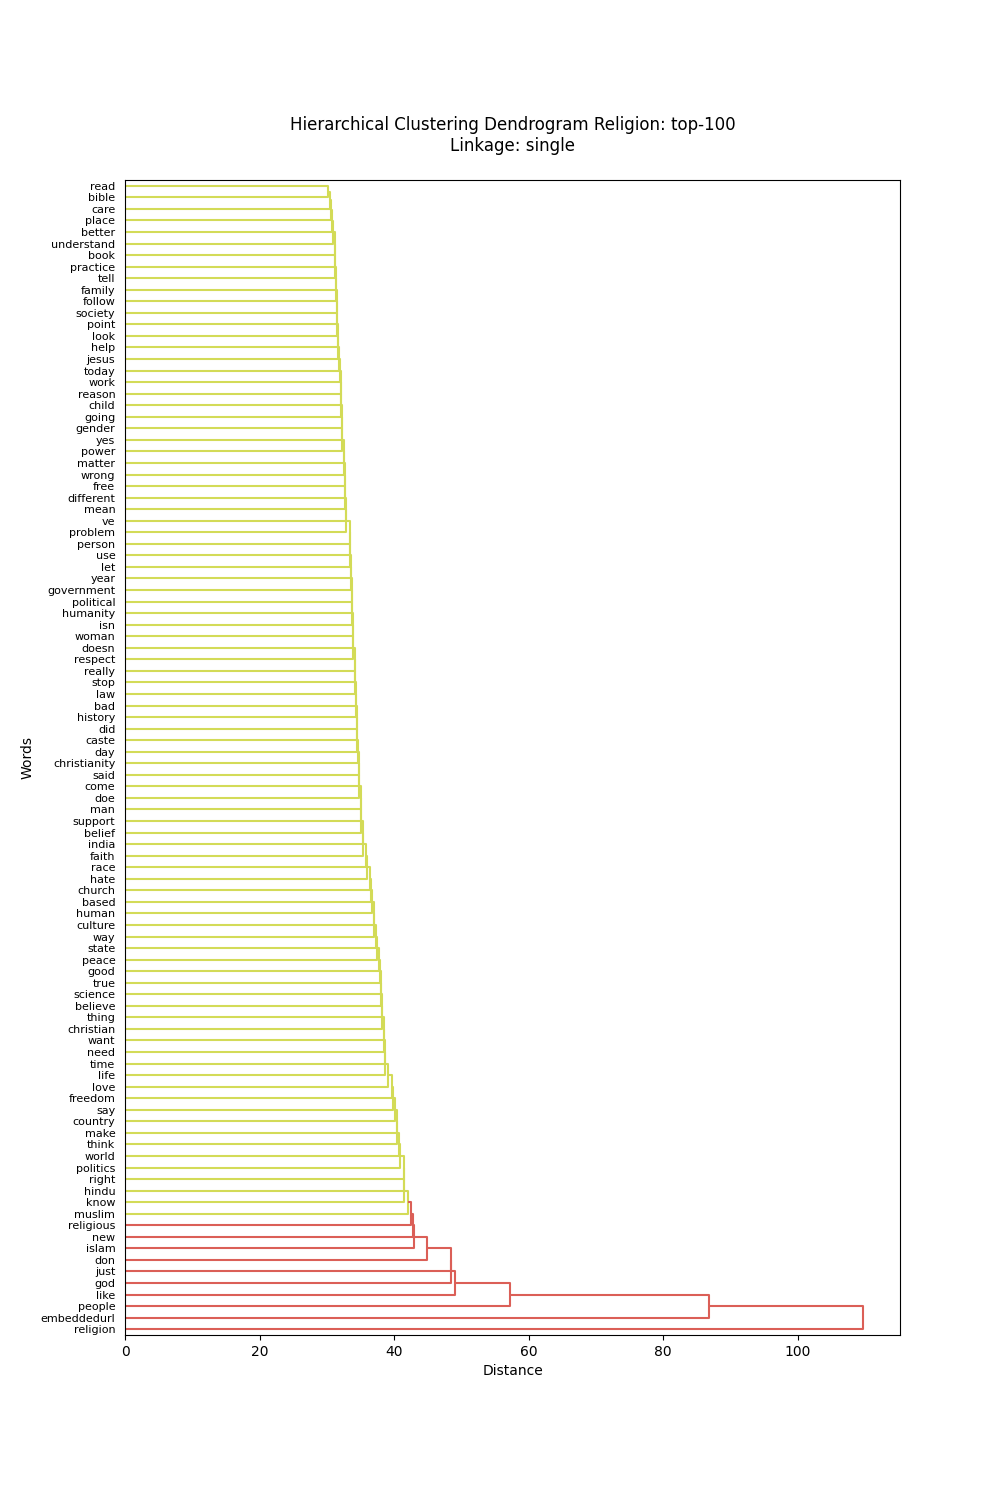 Hierarchical Clustering Dendrogram Religion: top-100
Linkage: single
read
bible
care
place
better
understand
book
practice
tell
family
follow
society
point
look
help
jesus
today
work
reason
child
going
gender
yes
power
matter
wrong
free
different
mean
ve
problem
person
use
let
year
government
political
humanity
isn
woman
doesn
respect
really
stop
law
bad
history
did
caste
day
christianity
said
come
doe
man
support
belief
india
faith
race
hate
church
based
human
culture
way
state
peace
good
true
science
believe
thing
christian
want
need
time
life
love
freedom
say
country
make
think
world
politics
right
hindu
know
muslim
religious
new
islam
don
just
god
like
people
embeddedurl
religion
Words
0 20 40 60 80 100
Distance